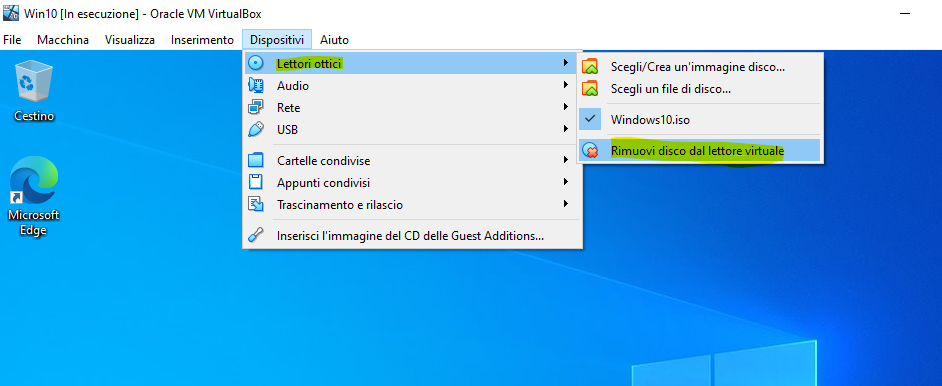 Win10 [In esecuzione] - Oracle VM VirtualBox
File Macchina Visualizza Inserimento Dispositivi Aiuto
Lettori ottici
Audio
Rete
USB
Cartelle condivise
Appunti condivisi
Trascinamento e rilascio
Inserisci l'immagine del CD delle Guest Additions...
Scegli/Crea un'immagine disco...
Scegli un file di disco...
Windows10.iso
Rimuovi disco dal lettore virtuale
Cestino
Microsoft
Edge